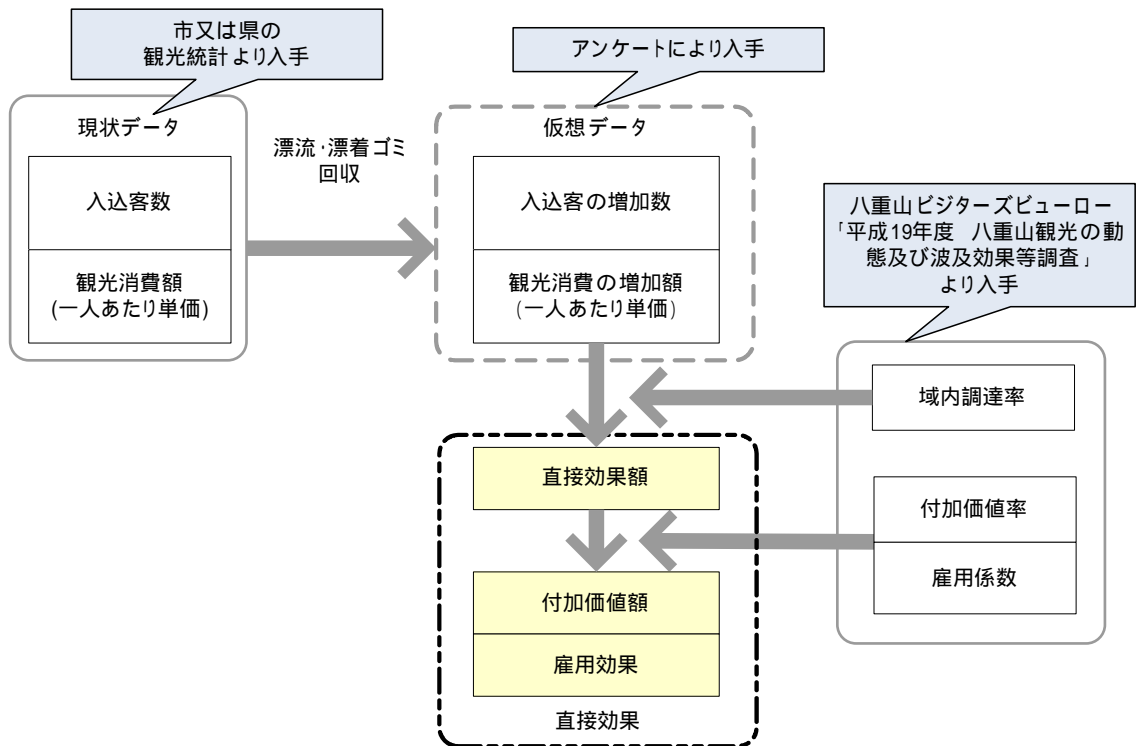 市又は県の
観光統計より入手
アンケートにより入手
現状データ
入込客数
観光消費額
(一人あたり単価)
漂流・漂着ゴミ
回収
仮想データ
入込客の増加数
観光消費の増加額
(一人あたり単価)
八重山ビジターズビューロー
「平成19年度 八重山観光の動
態及び波及効果等調査」
より入手
域内調達率
付加価値率
雇用係数
直接効果額
付加価値額
雇用効果
直接効果